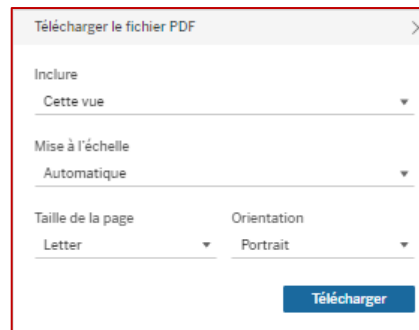 Télécharger le fichier PDF
Inclure
Cette vue
Mise à l'échelle
Automatique
Taille de la page Orientation
Letter Portrait
Télécharger